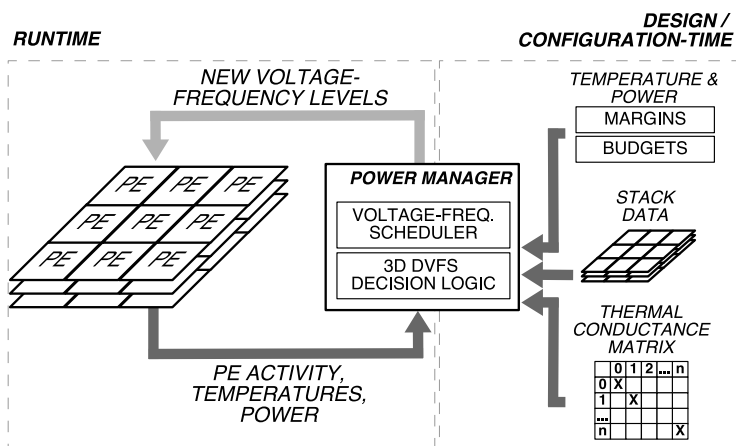 RUNTIME
DESIGN /
CONFIGURATION-TIME
NEW VOLTAGE-
FREQUENCY LEVELS
TEMPERATURE &
POWER
MARGINS
BUDGETS
PE PE PE
PE PE PE
PE PE PE
POWER MANAGER
VOLTAGE-FREQ.
SCHEDULER
3D DVFS
DECISION LOGIC
STACK
DATA
THERMAL
CONDUCTANCE
MATRIX
0 1 2 ... n
0 X
1 X
...
n X
PE ACTIVITY,
TEMPERATURES,
POWER